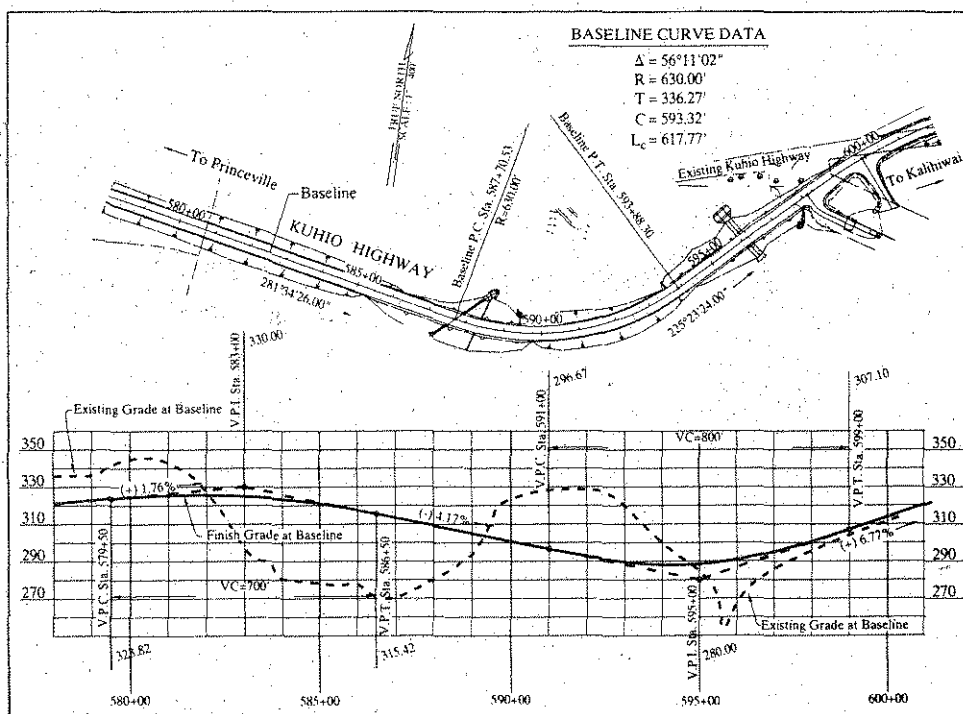 BASELINE CURVE DATA
Δ = 56°11'02"
R = 630.00'
T = 336.27'
C = 593.32'
Lc = 617.77'
TRUE NORTH
SCALE: 1" = 400'
To Princeville
Baseline
580+00
KUHIO HIGHWAY
585+00
281°34'26.00"
Baseline P.C. Sta. 587+70.53
R=630.00'
590+00
Baseline P.T. Sta. 593+88.30
595+00
225°23'24.00"
Existing Kuhio Highway
600+00
To Kalihiwai
V.P.I. Sta. 583+00
330.00
V.P.C. Sta. 591+00
296.67
V.P.T. Sta. 599+00
307.10
Existing Grade at Baseline
VC=800'
350
330
310
290
270
350
330
310
290
270
(+) 1.76%
Finish Grade at Baseline
(-) 4.17%
(+) 6.77%
VC=700'
V.P.C. Sta. 579+50
323.82
V.P.T. Sta. 586+50
315.42
V.P.I. Sta. 595+00
280.00
Existing Grade at Baseline
580+00
585+00
590+00
595+00
600+00